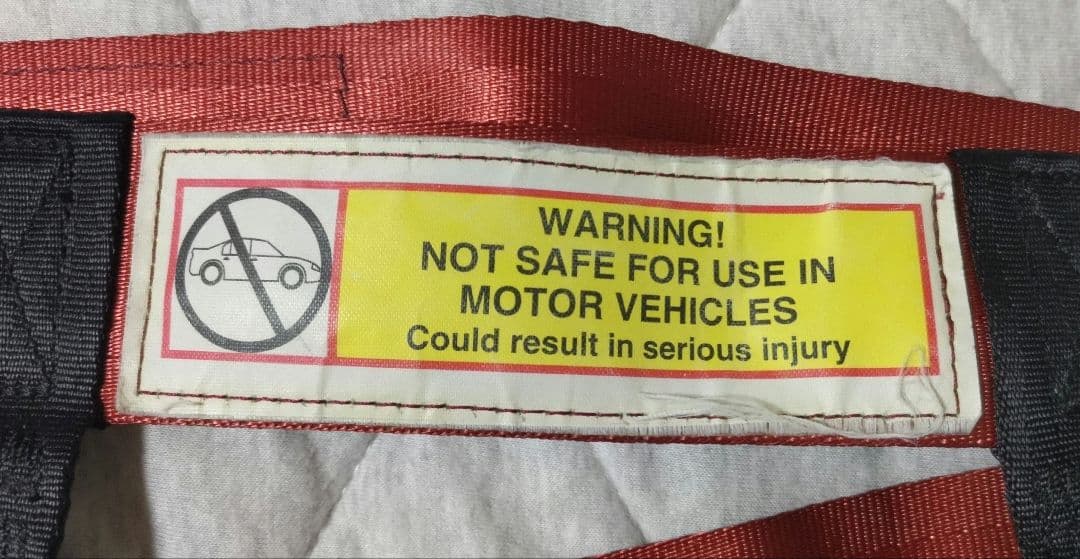 WARNING!
NOT SAFE FOR USE IN
MOTOR VEHICLES
Could result in serious injury